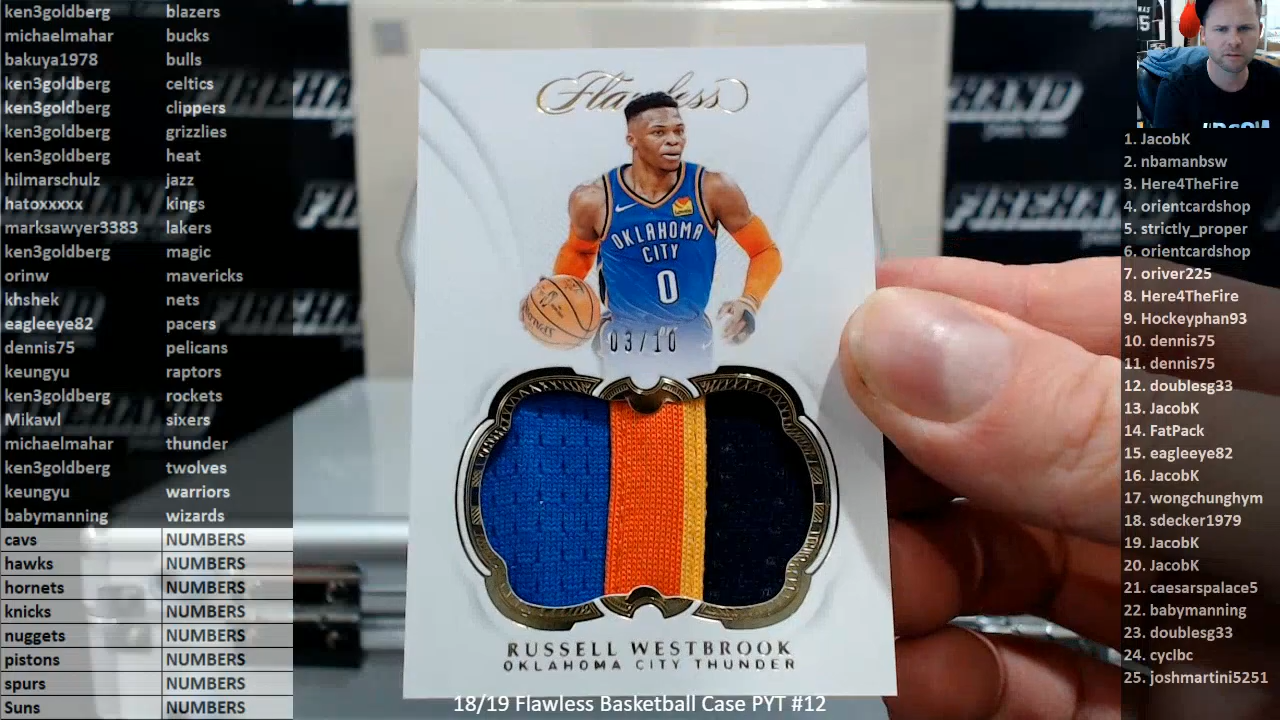 ken3goldberg blazers
michaelmahar bucks
bakuya1978 bulls
ken3goldberg celtics
ken3goldberg clippers
ken3goldberg grizzlies
ken3goldberg heat
hilmarschulz jazz
hatoxxxxx kings
marksawyer3383 lakers
ken3goldberg magic
orinw mavericks
khshek nets
eagleeye82 pacers
dennis75 pelicans
keungyu raptors
ken3goldberg rockets
Mikawl sixers
michaelmahar thunder
ken3goldberg twolves
keungyu warriors
babymanning wizards
cavs NUMBERS
hawks NUMBERS
hornets NUMBERS
knicks NUMBERS
nuggets NUMBERS
pistons NUMBERS
spurs NUMBERS
Suns NUMBERS
Flawless
OKLAHOMA
CITY
0
SPALDING
03/10
RUSSELL WESTBROOK
OKLAHOMA CITY THUNDER
18/19 Flawless Basketball Case PYT #12
FIREHAND
1. JacobK
2. nbamanbsw
3. Here4TheFire
4. orientcardshop
5. strictly_proper
6. orientcardshop
7. oriver225
8. Here4TheFire
9. Hockeyphan93
10. dennis75
11. dennis75
12. doublesg33
13. JacobK
14. FatPack
15. eagleeye82
16. JacobK
17. wongchunghym
18. sdecker1979
19. JacobK
20. JacobK
21. caesarspalace5
22. babymanning
23. doublesg33
24. cyclbc
25. joshmartini5251